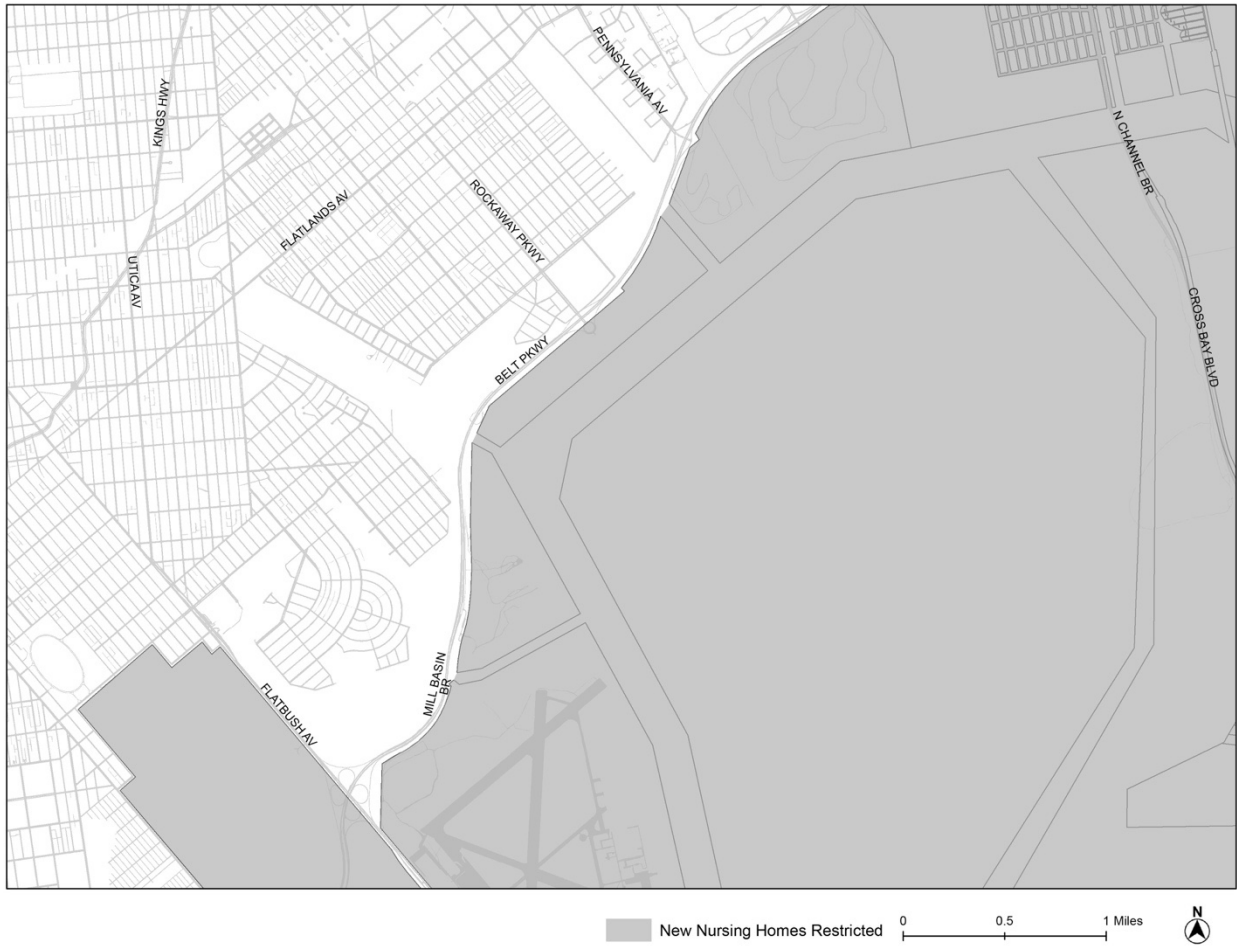 PENNSYLVANIA AV
KINGS HWY
N CHANNEL BR
ROCKAWAY PKWY
FLATLANDS AV
UTICA AV
CROSS BAY BLVD
BELT PKWY
MILL BASIN
BR
FLATBUSH AV
New Nursing Homes Restricted
0 0.5 1 Miles
N